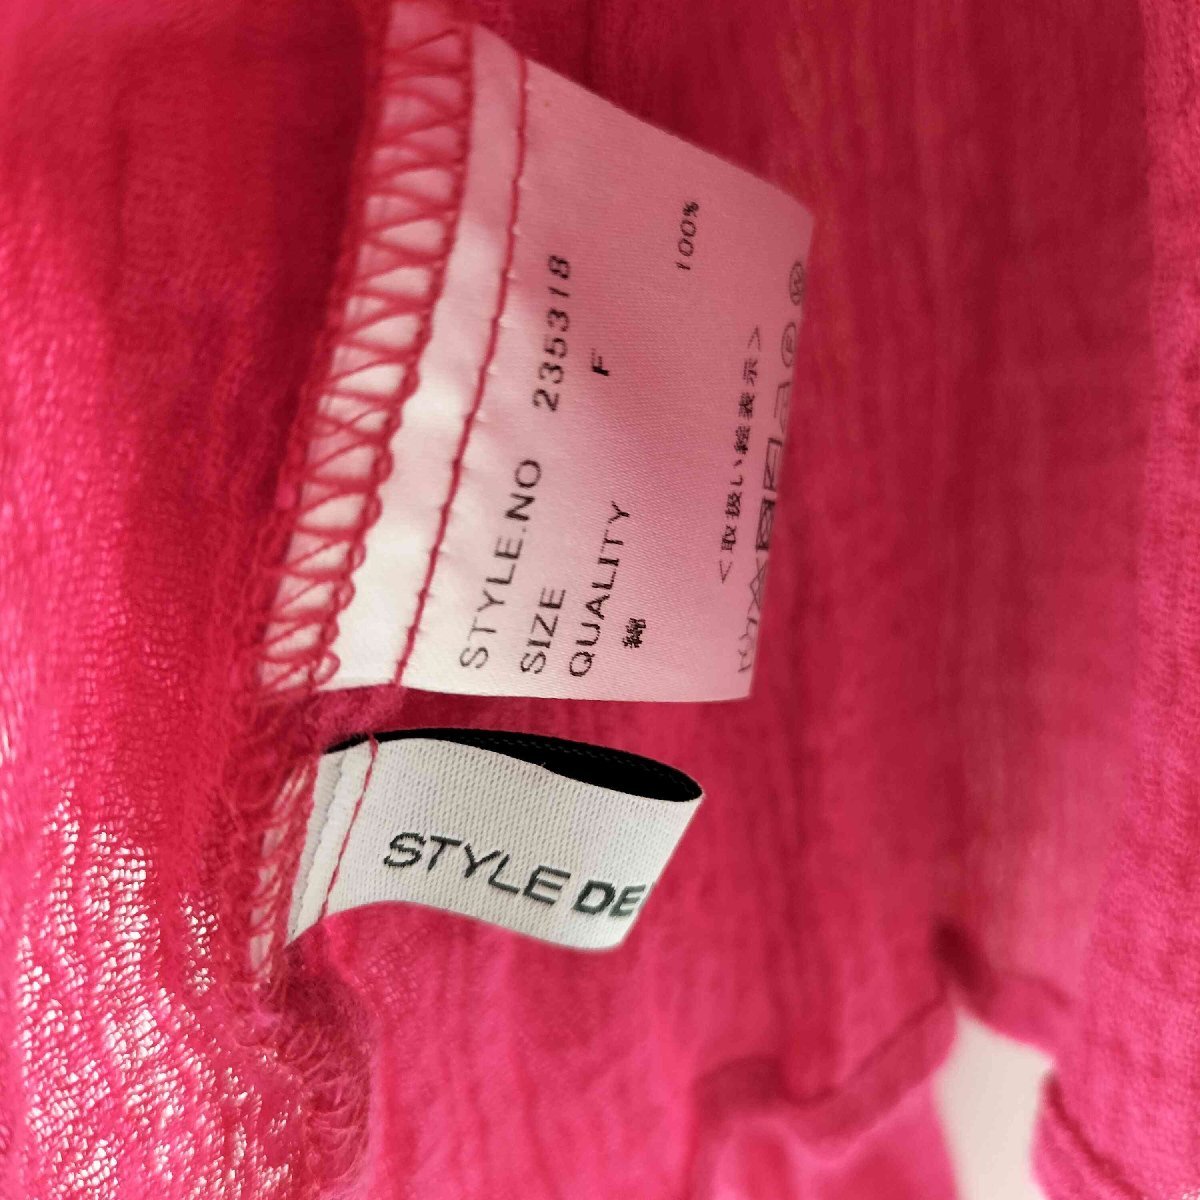 STYLE.NO 235318
SIZE F
QUALITY
綿 100%
<取扱い絵表示>
STYLE DE